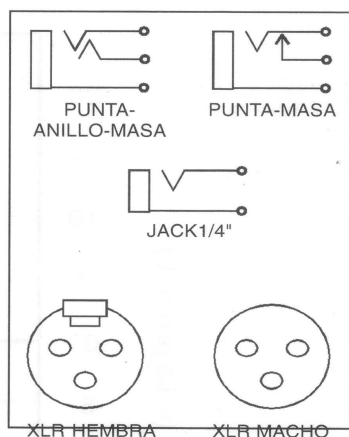 PUNTA-
ANILLO-MASA
PUNTA-MASA
JACK1/4"
XLR HEMBRA
XLR MACHO